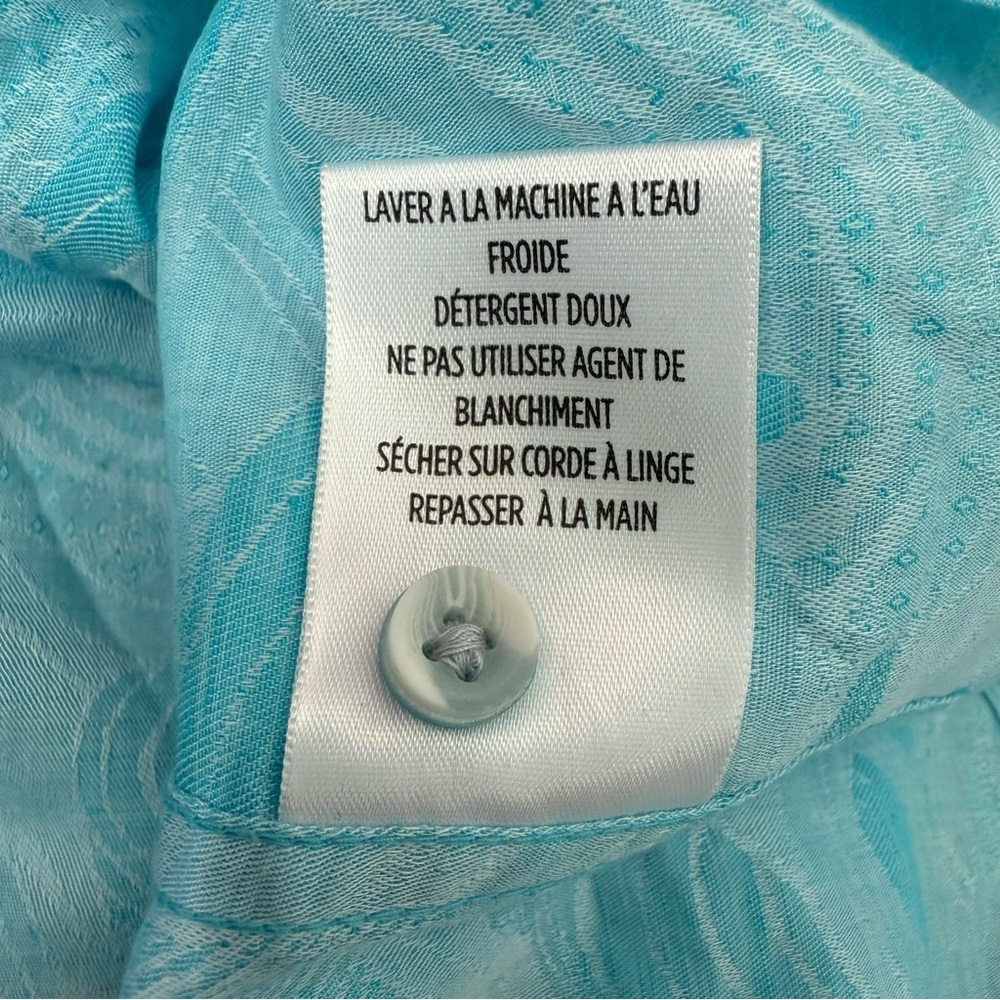 LAVER A LA MACHINE A L'EAU
FROIDE
DÉTERGENT DOUX
NE PAS UTILISER AGENT DE
BLANCHIMENT
SÉCHER SUR CORDE À LINGE
REPASSER À LA MAIN